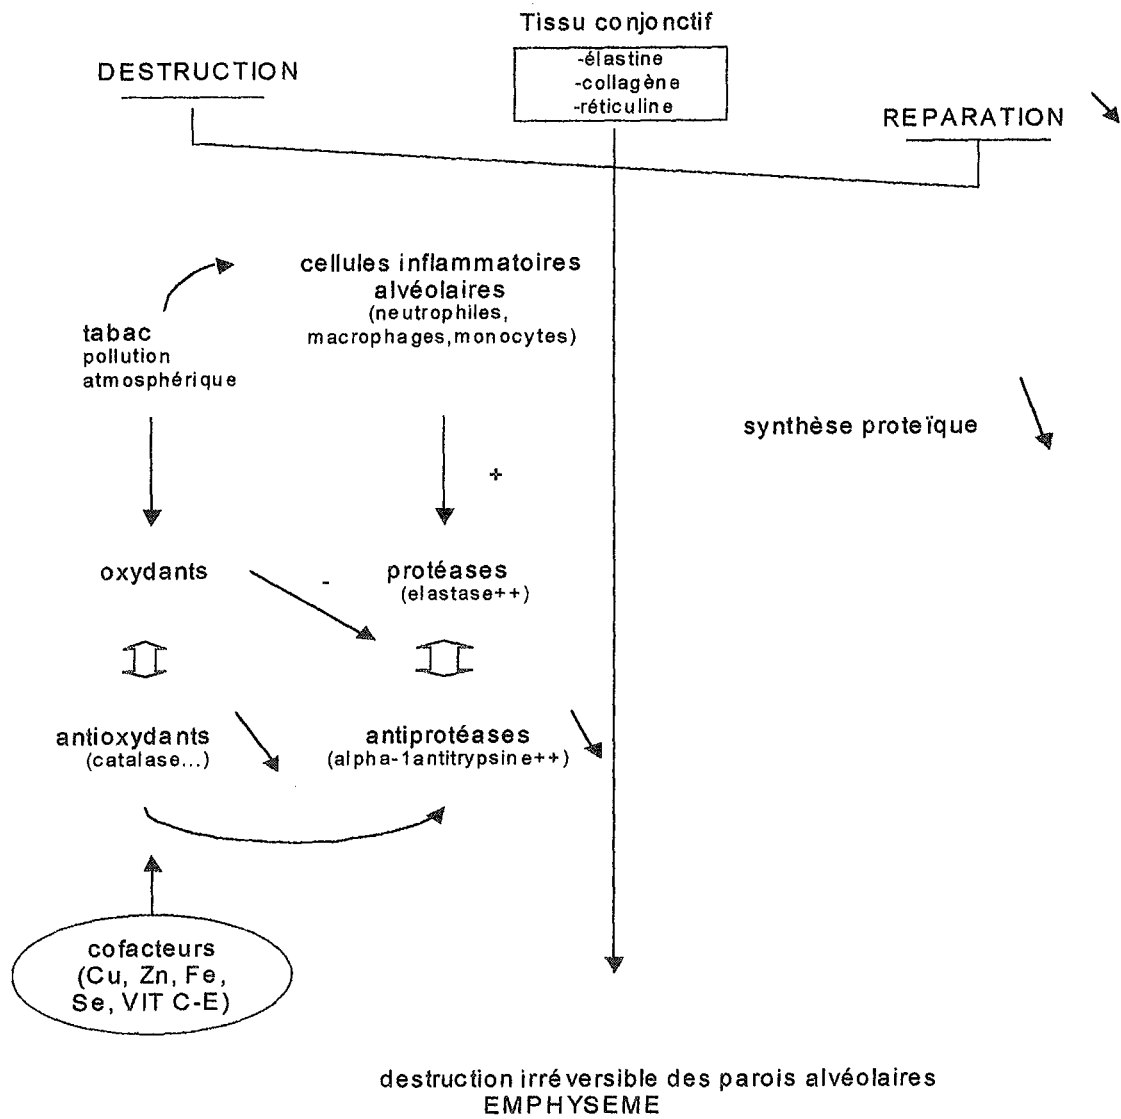 Tissu conjonctif
-élastine
-collagène
-réticuline
DESTRUCTION
REPARATION
cellules inflammatoires
alvéolaires
(neutrophiles,
macrophages,monocytes)
tabac
pollution
atmosphérique
synthèse proteïque
+
oxydants
-
protéases
(elastase++)
antioxydants
(catalase...)
antiprotéases
(alpha-1antitrypsine++)
cofacteurs
(Cu, Zn, Fe,
Se, VIT C-E)
destruction irréversible des parois alvéolaires
EMPHYSEME